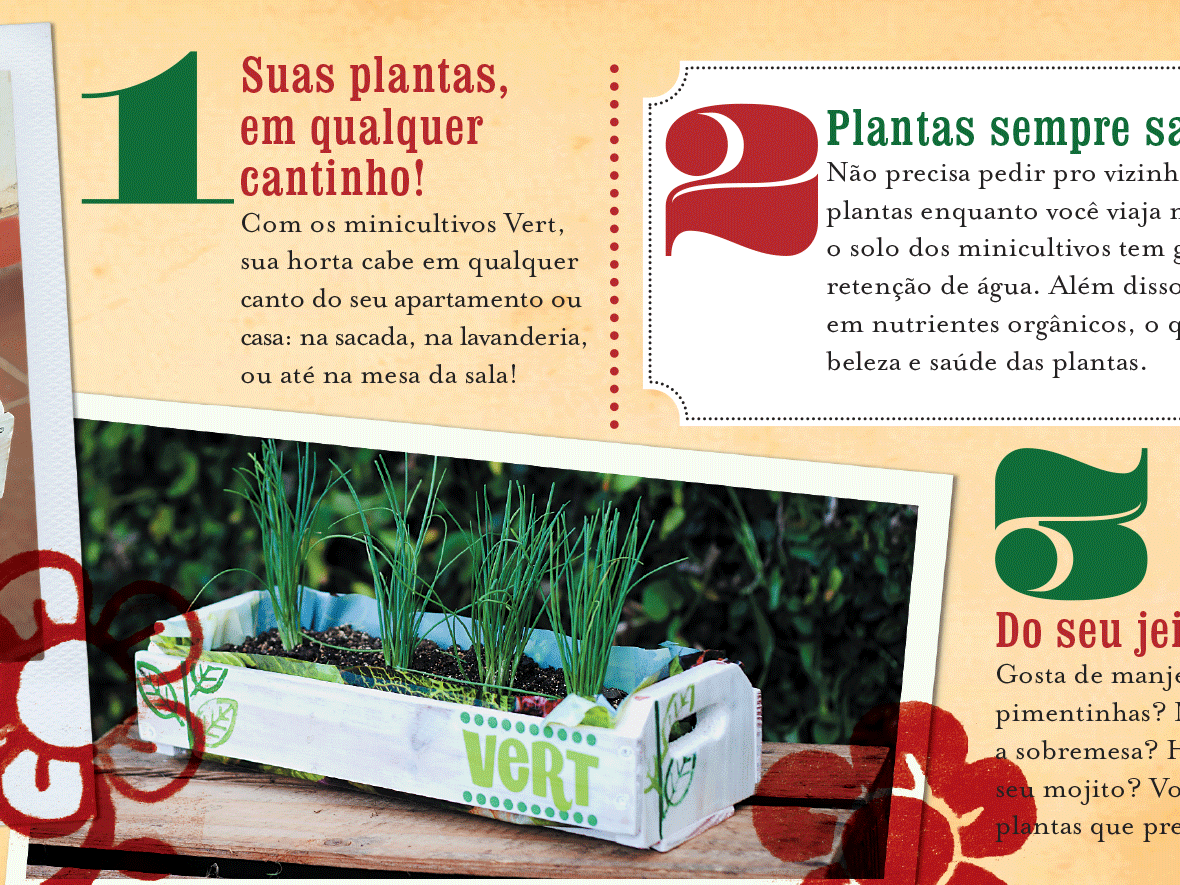 1
Suas plantas,
em qualquer
cantinho!
Com os minicultivos Vert,
sua horta cabe em qualquer
canto do seu apartamento ou
casa: na sacada, na lavanderia,
ou até na mesa da sala!
2
Plantas sempre sa
Não precisa pedir pro vizinh
plantas enquanto você viaja n
o solo dos minicultivos tem g
retenção de água. Além disso
em nutrientes orgânicos, o q
beleza e saúde das plantas.
3
Do seu jei
Gosta de manje
pimentinhas?
a sobremesa? H
seu mojito? Vo
plantas que pre
VERT